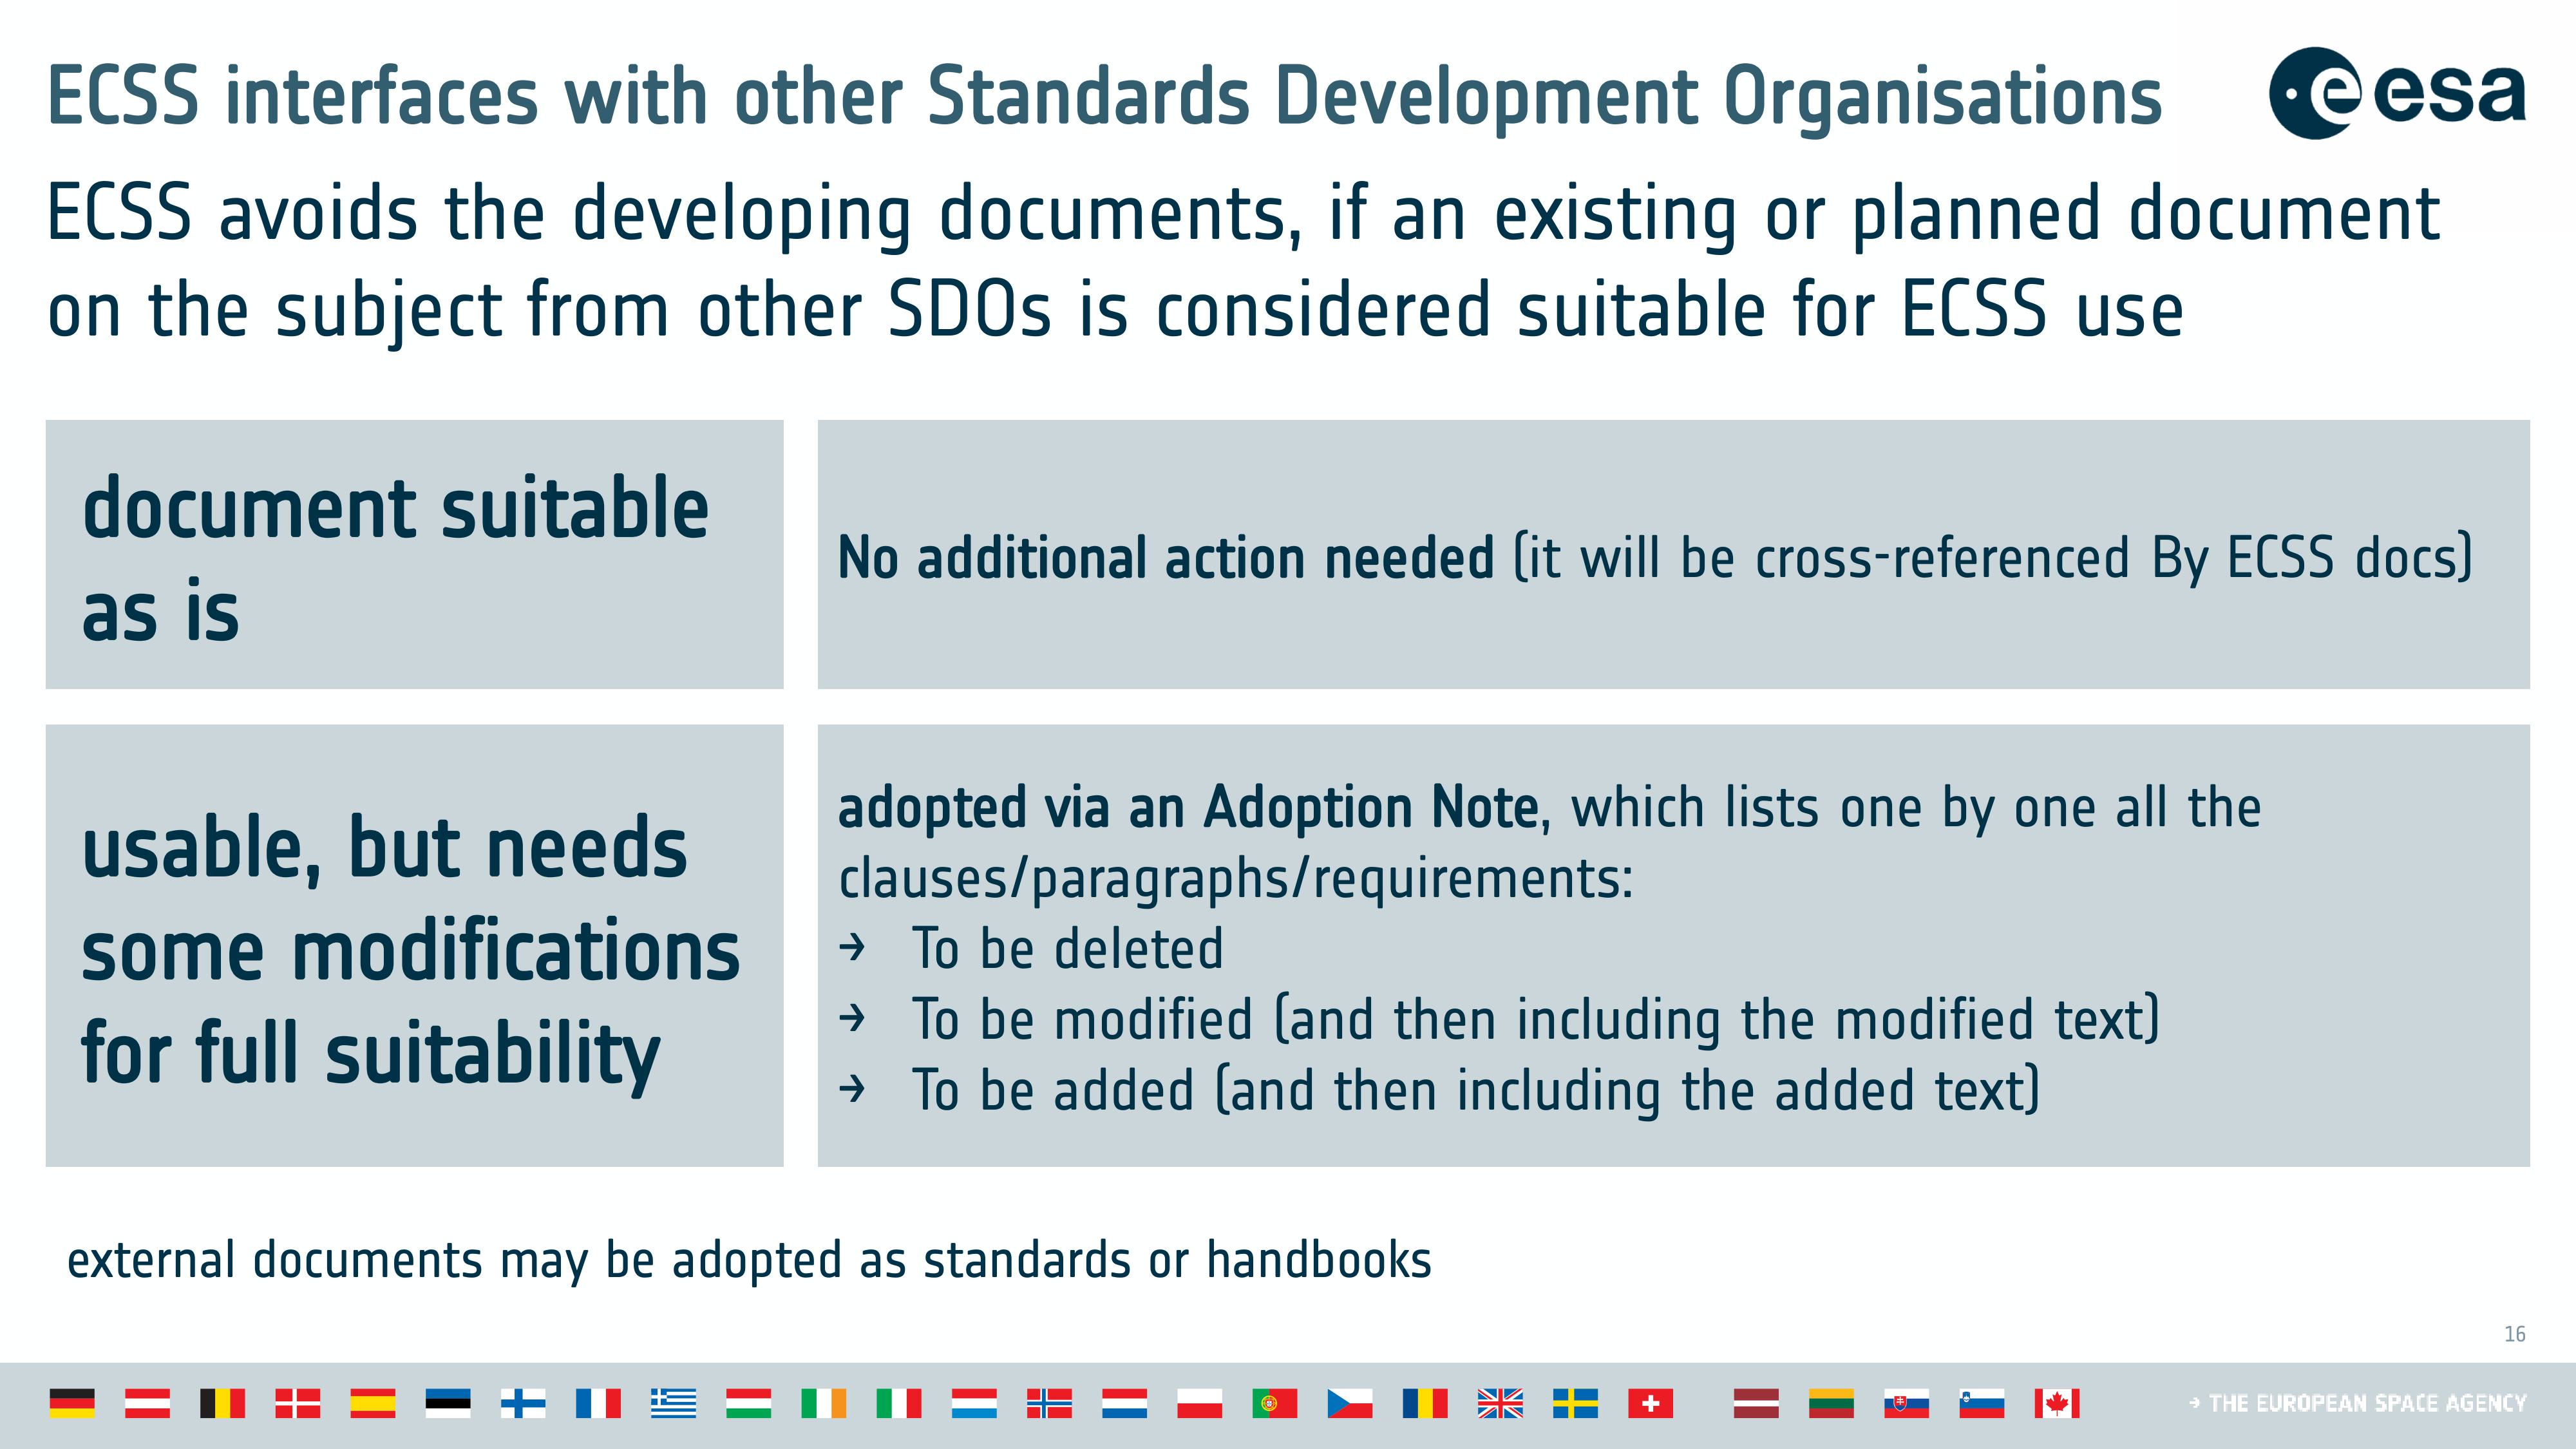 ECSS interfaces with other Standards Development Organisations
esa
ECSS avoids the developing documents, if an existing or planned document
on the subject from other SDOs is considered suitable for ECSS use
document suitable
as is
No additional action needed (it will be cross-referenced By ECSS docs)
usable, but needs
some modifications
for full suitability
adopted via an Adoption Note, which lists one by one all the
clauses/paragraphs/requirements:
→ To be deleted
→ To be modified (and then including the modified text)
→ To be added (and then including the added text)
external documents may be adopted as standards or handbooks
16
→ THE EUROPEAN SPACE AGENCY